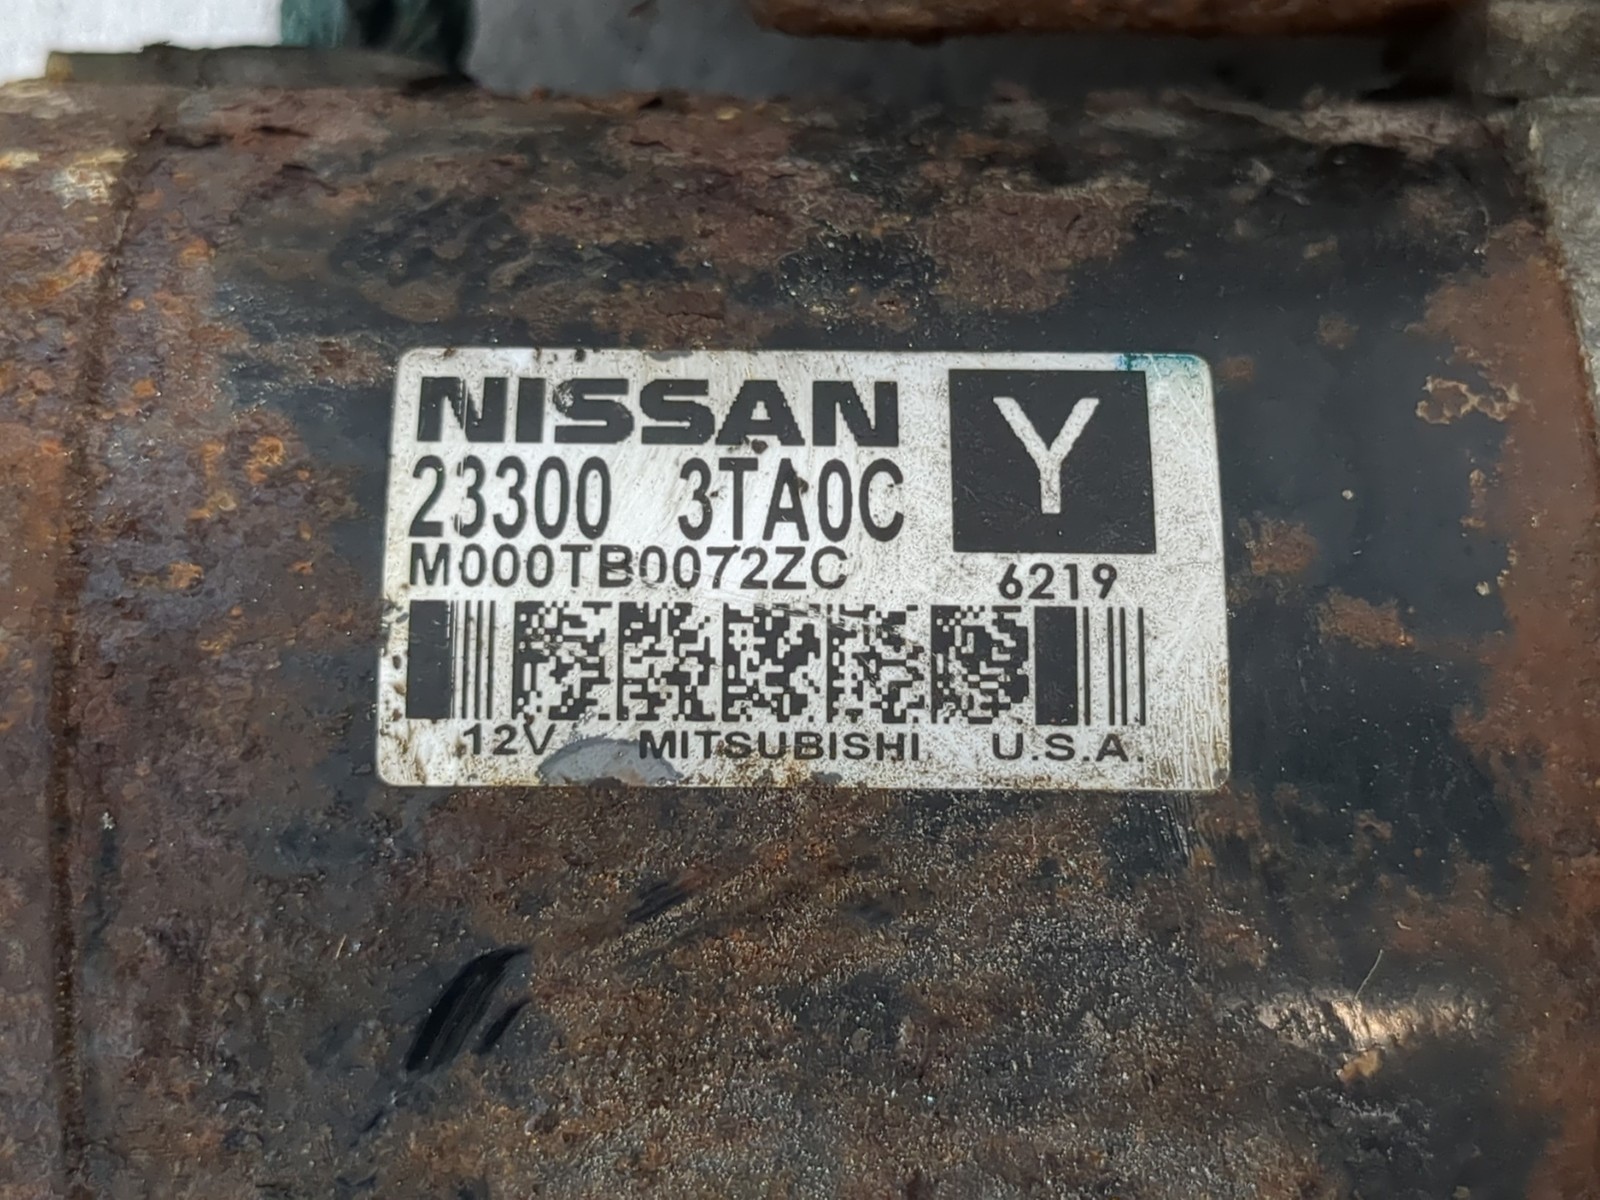 NISSAN
Y
23300 3TA0C
M000TB0072ZC
6219
12V MITSUBISHI U.S.A.